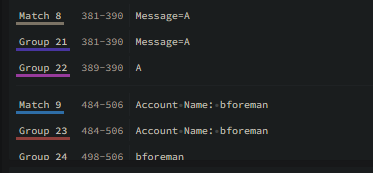 Match 8 381-390 Message=A
Group 21 381-390 Message=A
Group 22 389-390 A
Match 9 484-506 Account·Name:·bforeman
Group 23 484-506 Account·Name:·bforeman
Group 24 498-506 bforeman